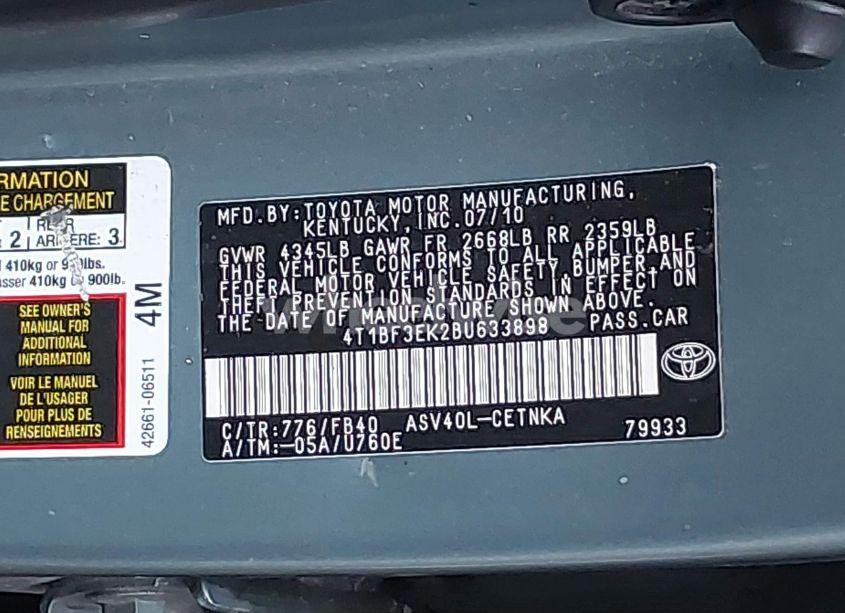 RMATION
E CHARGEMENT
2 ARRIERE: 3
410kg or 900lbs.
sser 410kg or 900lb.
SEE OWNER'S
MANUAL FOR
ADDITIONAL
INFORMATION
VOIR LE MANUEL
DE L'USAGER
POUR PLUS DE
RENSEIGNEMENTS
42661-06511
4M
MFD.BY:TOYOTA MOTOR MANUFACTURING,
KENTUCKY, INC.07/10
GVWR 4345LB GAWR FR 2668LB RR 2359LB
THIS VEHICLE CONFORMS TO ALL APPLICABLE
FEDERAL MOTOR VEHICLE SAFETY,BUMPER,AND
THEFT PREVENTION STANDARDS IN EFFECT ON
THE DATE OF MANUFACTURE SHOWN ABOVE.
4T1BF3EK2BU633898 PASS.CAR
C/TR:776/FB40 ASV40L-CETNKA
A/TM:-05A/U760E 79933